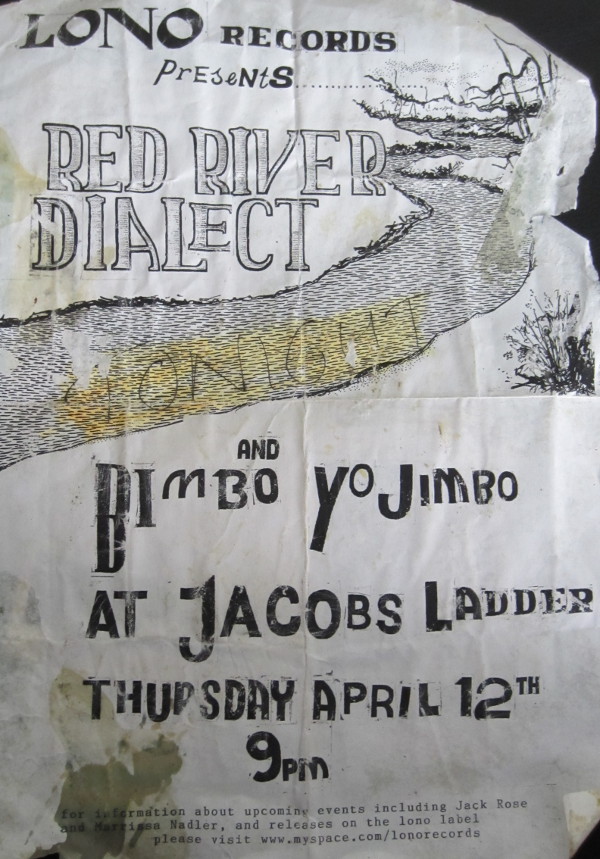 LONO RECORDS
PrEseNtS..............
RED RIVER
DIALECT
TONIGHT
AND
BIMBO YOJIMBO
AT JACOBS LADDER
THURSDAY APRIL 12TH
9pm
for information about upcoming events including Jack Rose
and Marrissa Nadler, and releases on the lono label
please visit www.myspace.com/lonorecords